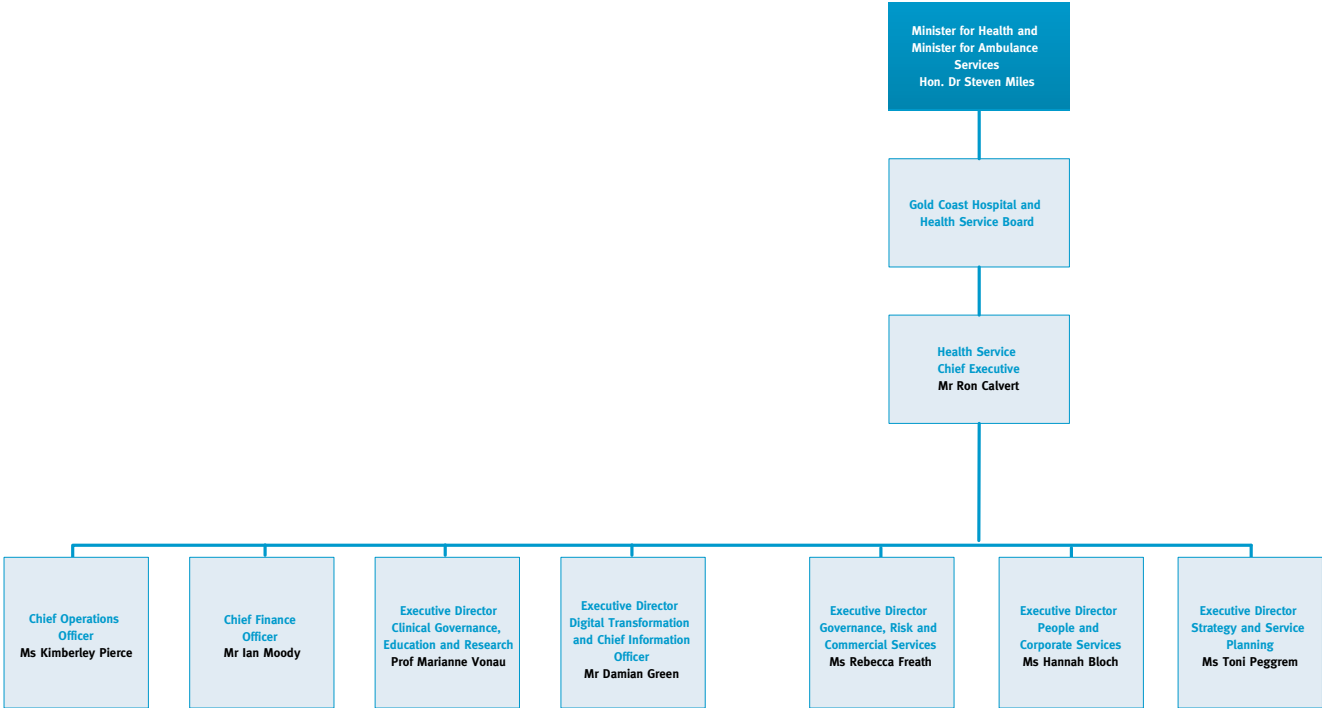 Minister for Health and
Minister for Ambulance
Services
Hon. Dr Steven Miles
Gold Coast Hospital and
Health Service Board
Health Service
Chief Executive
Mr Ron Calvert
Chief Operations
Officer
Ms Kimberley Pierce
Chief Finance
Officer
Mr Ian Moody
Executive Director
Clinical Governance,
Education and Research
Prof Marianne Vonau
Executive Director
Digital Transformation
and Chief Information
Officer
Mr Damian Green
Executive Director
Governance, Risk and
Commercial Services
Ms Rebecca Freath
Executive Director
People and
Corporate Services
Ms Hannah Bloch
Executive Director
Strategy and Service
Planning
Ms Toni Peggrem